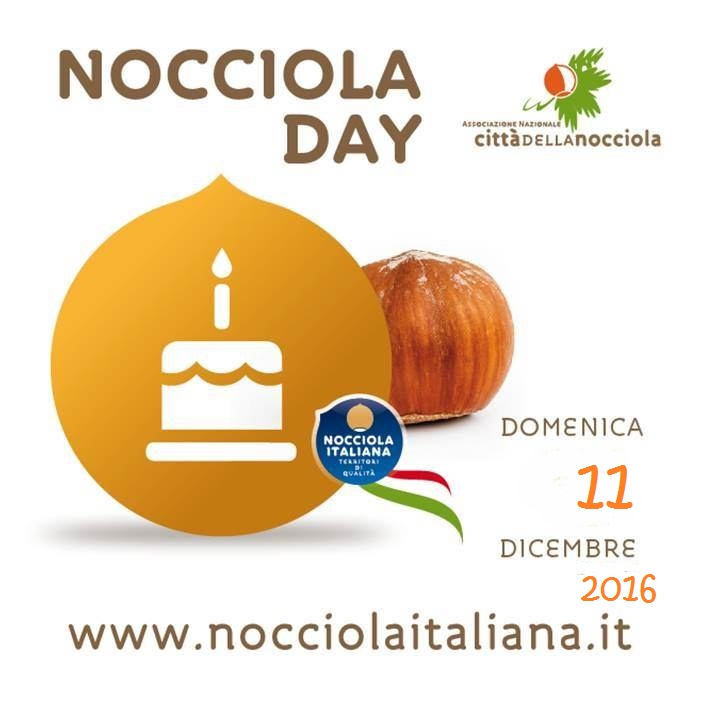 NOCCIOLA
DAY
ASSOCIAZIONE NAZIONALE
cittàDELLAnocciola
NOCCIOLA
ITALIANA
TERRITORI
DI
QUALITÀ
DOMENICA
11
DICEMBRE
2016
www.nocciolaitaliana.it